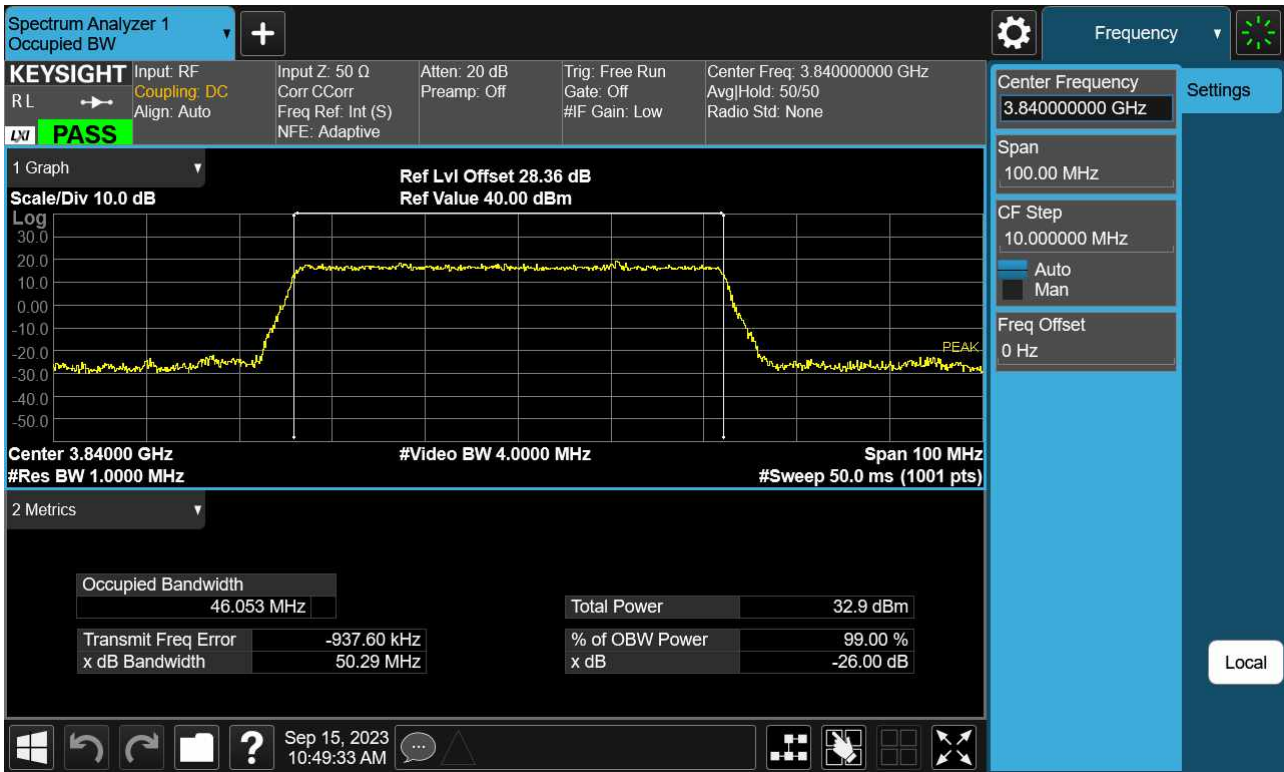 Spectrum Analyzer 1
Occupied BW
Frequency
KEYSIGHT
R L
LXI
PASS
Input: RF
Coupling: DC
Align: Auto
Input Z: 50 Ω
Corr CCorr
Freq Ref: Int (S)
NFE: Adaptive
Atten: 20 dB
Preamp: Off
Trig: Free Run
Gate: Off
#IF Gain: Low
Center Freq: 3.840000000 GHz
Avg|Hold: 50/50
Radio Std: None
Center Frequency
3.840000000 GHz
Settings
Span
100.00 MHz
CF Step
10.000000 MHz
Auto
Man
Freq Offset
0 Hz
Local
1 Graph
Ref Lvl Offset 28.36 dB
Scale/Div 10.0 dB
Ref Value 40.00 dBm
Log
30.0
20.0
10.0
0.00
-10.0
-20.0
-30.0
-40.0
-50.0
PEAK
Center 3.84000 GHz
#Video BW 4.0000 MHz
Span 100 MHz
#Res BW 1.0000 MHz
#Sweep 50.0 ms (1001 pts)
2 Metrics
Occupied Bandwidth
46.053 MHz
Total Power 32.9 dBm
Transmit Freq Error -937.60 kHz
% of OBW Power 99.00 %
x dB Bandwidth 50.29 MHz
x dB -26.00 dB
?
Sep 15, 2023
10:49:33 AM